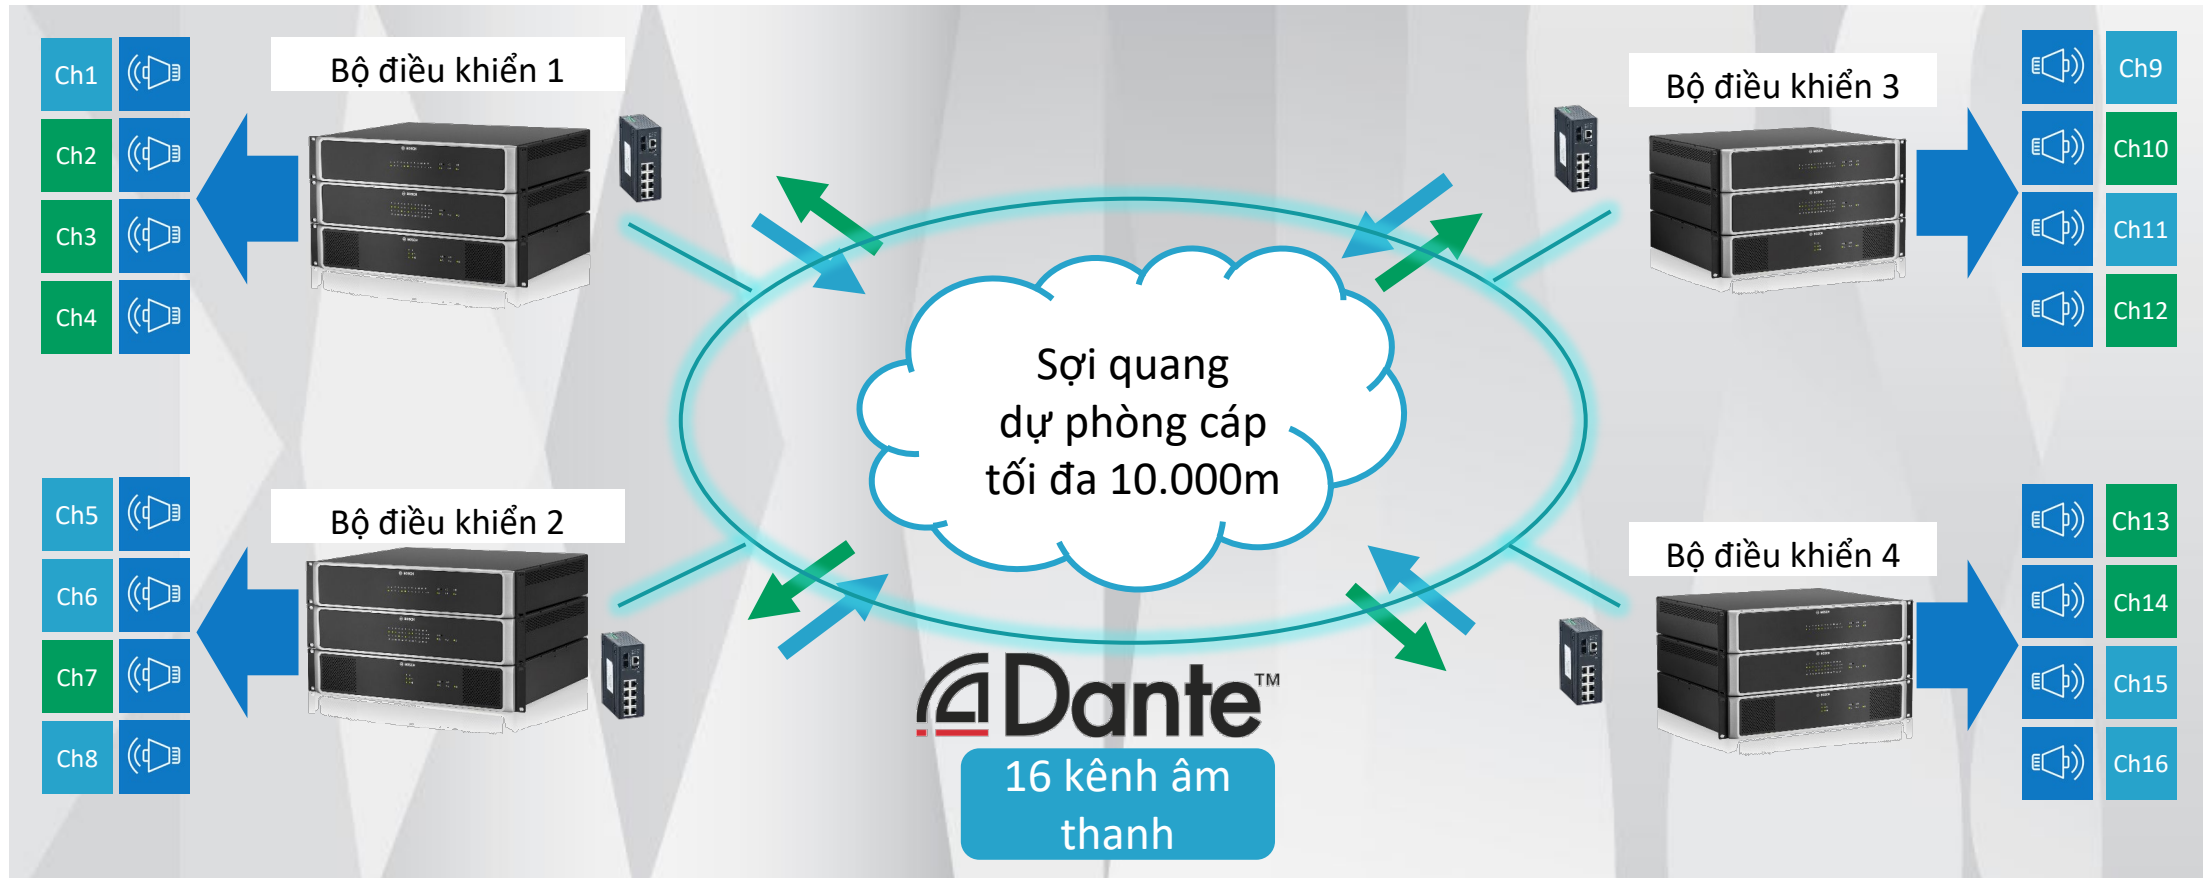 Ch1
Ch2
Ch3
Ch4
Bộ điều khiển 1
Bộ điều khiển 3
Ch9
Ch10
Ch11
Ch12
Sợi quang
dự phòng cáp
tối đa 10.000m
Ch5
Ch6
Ch7
Ch8
Bộ điều khiển 2
Bộ điều khiển 4
Ch13
Ch14
Ch15
Ch16
Dante™
16 kênh âm
thanh